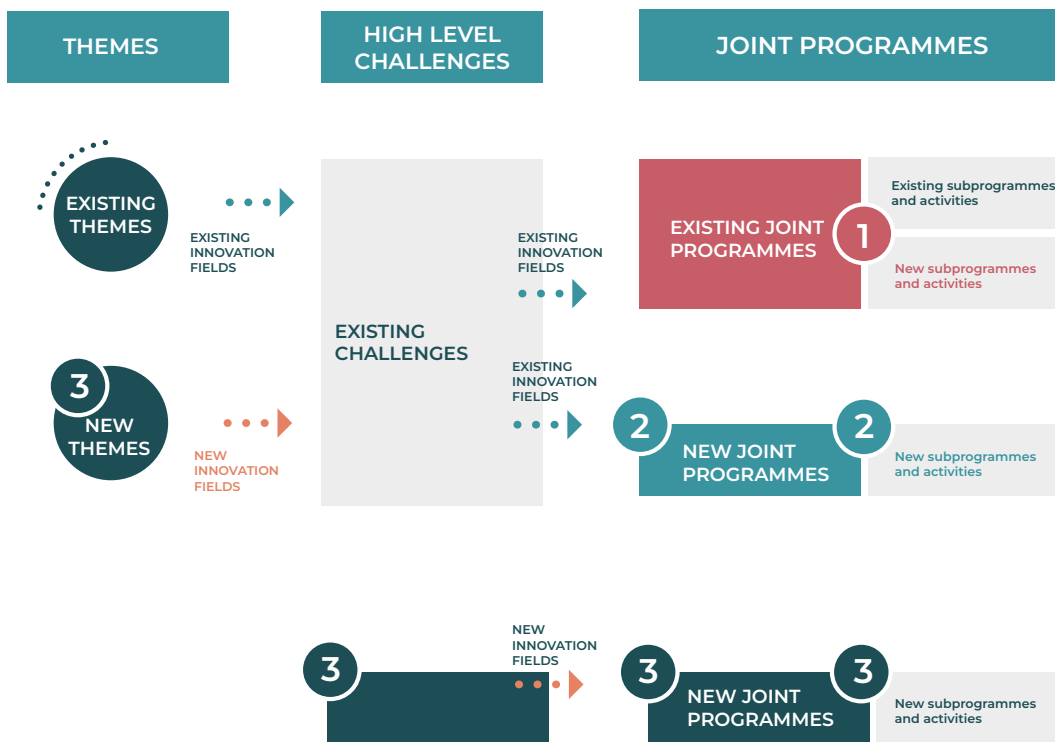 THEMES
HIGH LEVEL
CHALLENGES
JOINT PROGRAMMES
EXISTING
THEMES
EXISTING
INNOVATION
FIELDS
EXISTING
INNOVATION
FIELDS
EXISTING JOINT
PROGRAMMES
1
Existing subprogrammes
and activities
New subprogrammes
and activities
EXISTING
CHALLENGES
3
NEW
THEMES
NEW
INNOVATION
FIELDS
EXISTING
INNOVATION
FIELDS
2
NEW JOINT
PROGRAMMES
2
New subprogrammes
and activities
3
NEW
INNOVATION
FIELDS
3
NEW JOINT
PROGRAMMES
3
New subprogrammes
and activities